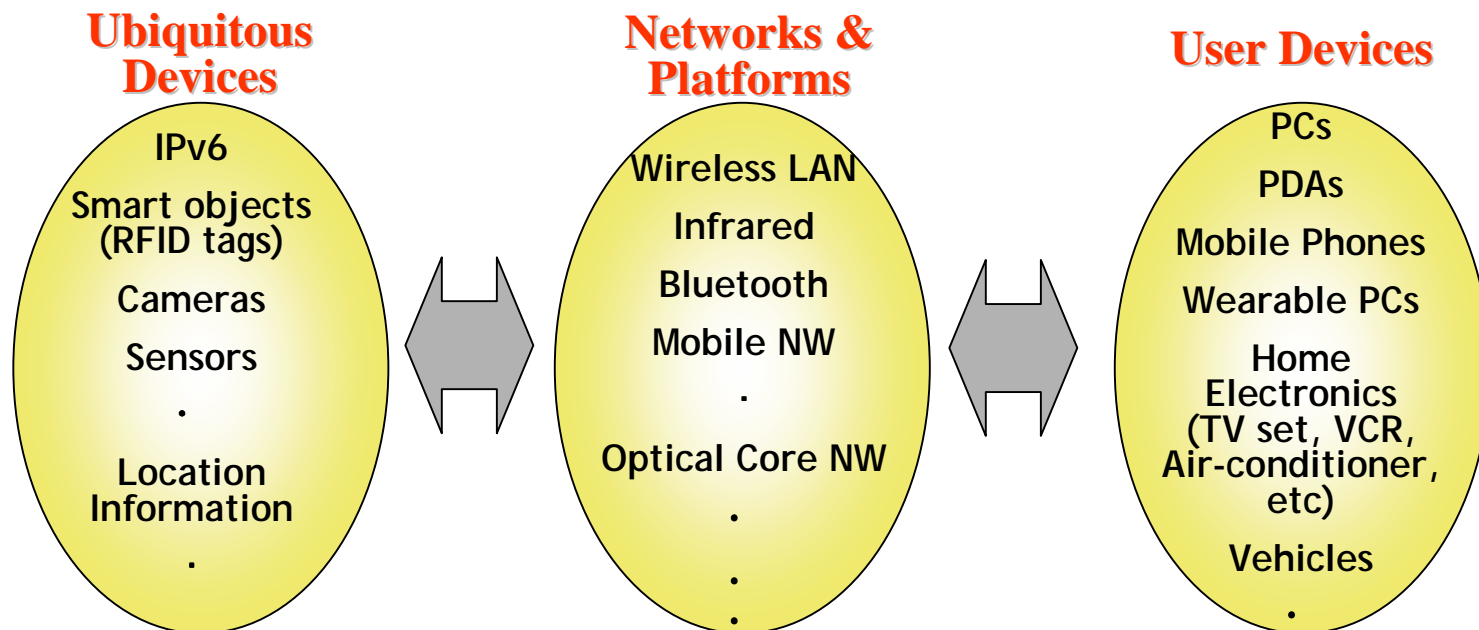 Ubiquitous
Devices
IPv6
Smart objects
(RFID tags)
Cameras
Sensors
.
Location
Information
.
Networks &
Platforms
Wireless LAN
Infrared
Bluetooth
Mobile NW
.
Optical Core NW
.
.
.
User Devices
PCs
PDAs
Mobile Phones
Wearable PCs
Home
Electronics
(TV set, VCR,
Air-conditioner,
etc)
Vehicles
.